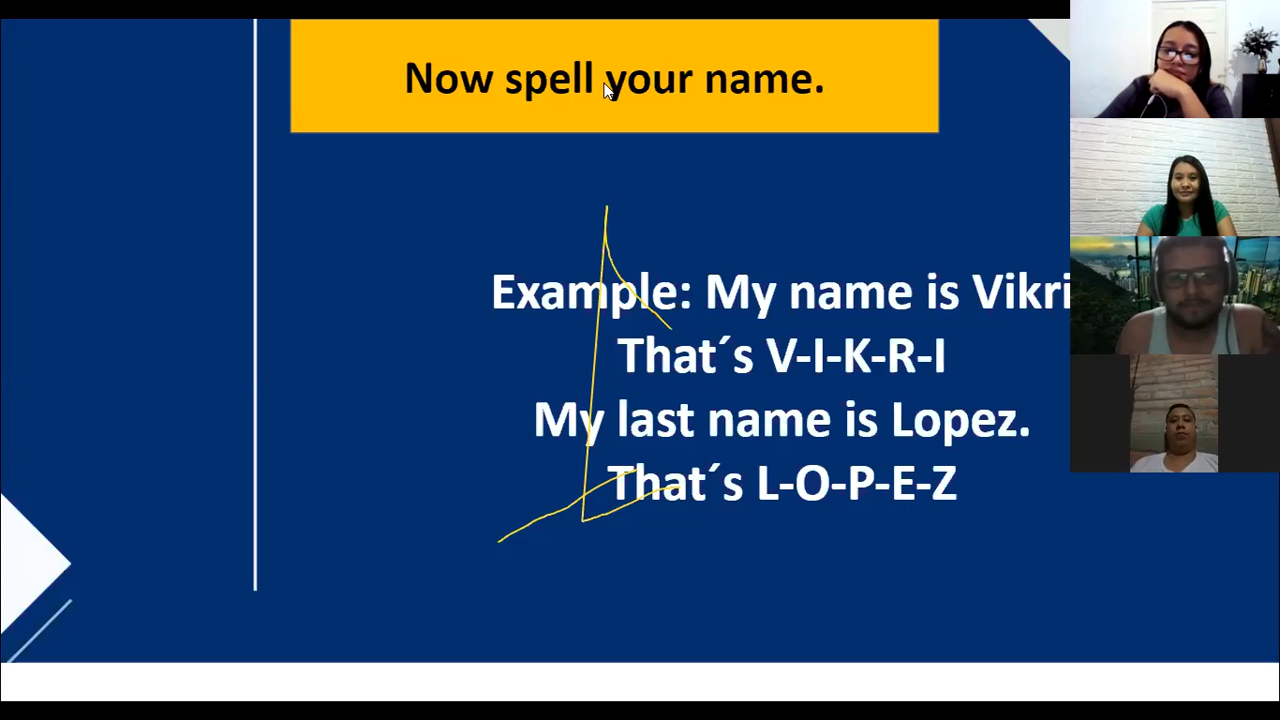 Now spell your name.
Example: My name is Vikri
That´s V-I-K-R-I
My last name is Lopez.
That´s L-O-P-E-Z